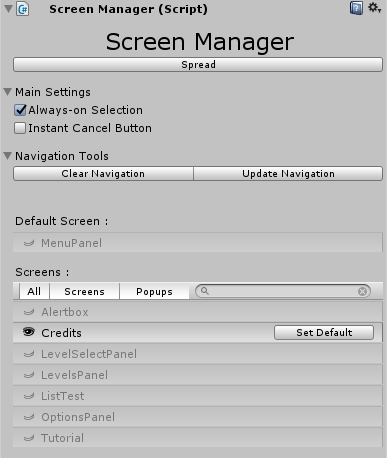 Screen Manager (Script)
Screen Manager
Spread
Main Settings
Always-on Selection
Instant Cancel Button
Navigation Tools
Clear Navigation Update Navigation
Default Screen :
MenuPanel
Screens :
All Screens Popups
Alertbox
Credits Set Default
LevelSelectPanel
LevelsPanel
ListTest
OptionsPanel
Tutorial